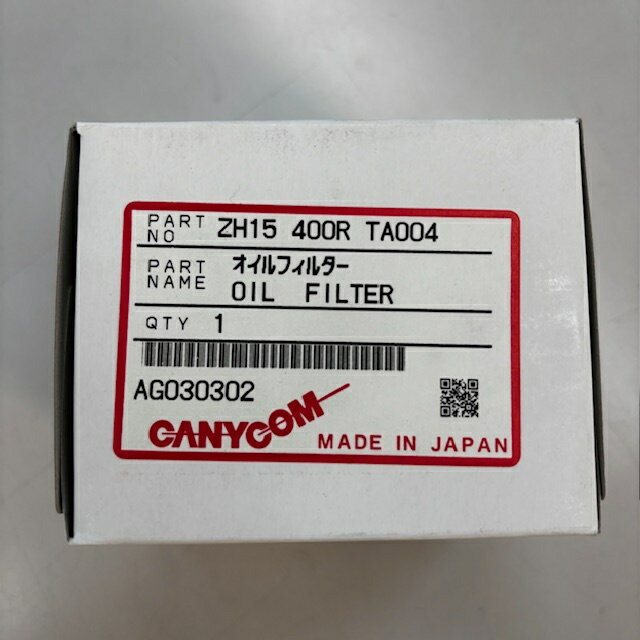 PART NO ZH15 400R TA004
PART NAME オイルフィルター
OIL FILTER
QTY 1
AG030302
CANYCOM
MADE IN JAPAN